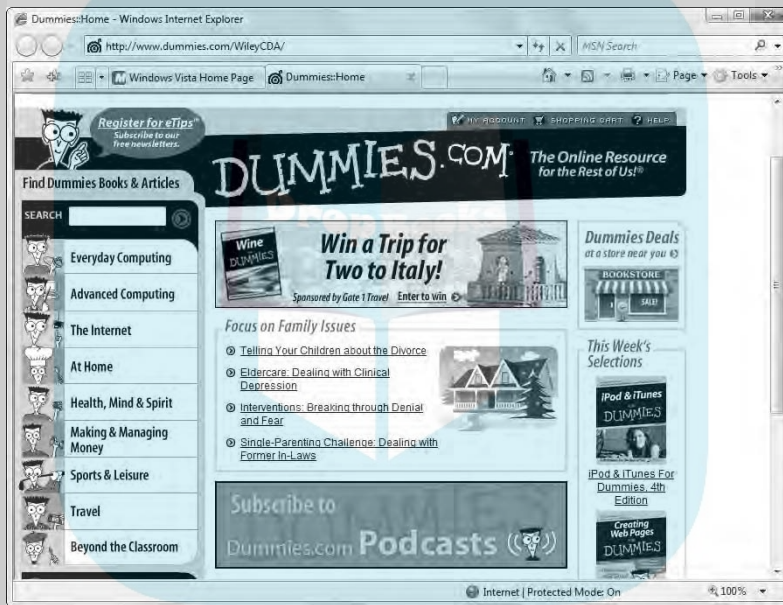 Dummies::Home - Windows Internet Explorer
http://www.dummies.com/WileyCDA/
MSN Search
Windows Vista Home Page
Dummies::Home
Page
Tools
Register for eTips™
Subscribe to our
free newsletters.
MY ACCOUNT SHOPPING CART HELP
DUMMIES.COM®
The Online Resource
for the Rest of Us!®
Find Dummies Books & Articles
SEARCH
Everyday Computing
Advanced Computing
The Internet
At Home
Health, Mind & Spirit
Making & Managing
Money
Sports & Leisure
Travel
Beyond the Classroom
Wine
DUMMIES
Win a Trip for
Two to Italy!
Sponsored by Gate 1 Travel Enter to win
Drop Books
Focus on Family Issues
Telling Your Children about the Divorce
Eldercare: Dealing with Clinical
Depression
Interventions: Breaking through Denial
and Fear
Single-Parenting Challenge: Dealing with
Former In-Laws
Subscribe to
Dummies.com Podcasts
Dummies Deals
at a store near you
BOOKSTORE
SALE!
This Week's
Selections
iPod & iTunes
DUMMIES
iPod & iTunes For
Dummies, 4th
Edition
Creating
Web Pages
DUMMIES
Internet | Protected Mode: On
100%